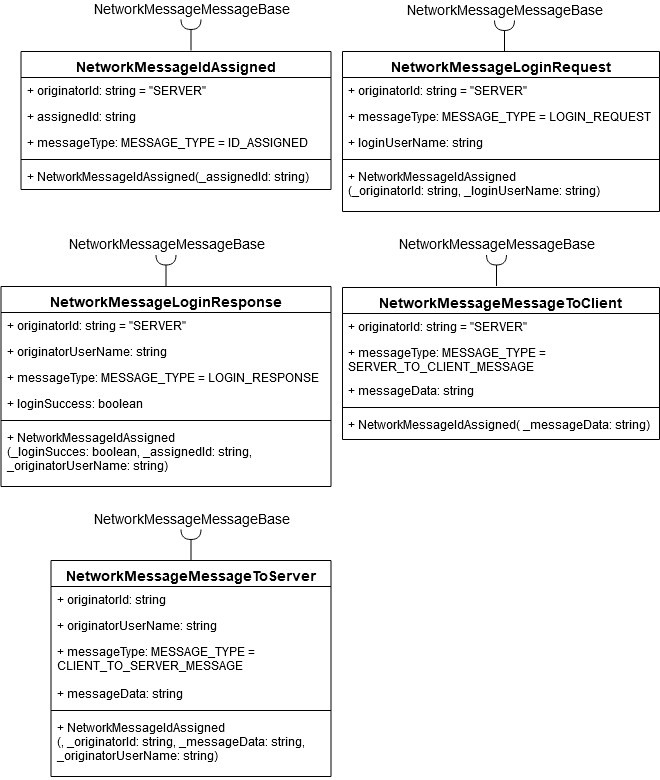 NetworkMessageMessageBase
NetworkMessageIdAssigned
+ originatorId: string = "SERVER"
+ assignedId: string
+ messageType: MESSAGE_TYPE = ID_ASSIGNED
+ NetworkMessageIdAssigned(_assignedId: string)
NetworkMessageMessageBase
NetworkMessageLoginRequest
+ originatorId: string = "SERVER"
+ messageType: MESSAGE_TYPE = LOGIN_REQUEST
+ loginUserName: string
+ NetworkMessageIdAssigned
(_originatorId: string, _loginUserName: string)
NetworkMessageMessageBase
NetworkMessageLoginResponse
+ originatorId: string = "SERVER"
+ originatorUserName: string
+ messageType: MESSAGE_TYPE = LOGIN_RESPONSE
+ loginSuccess: boolean
+ NetworkMessageIdAssigned
(_loginSucces: boolean, _assignedId: string,
_originatorUserName: string)
NetworkMessageMessageBase
NetworkMessageMessageToClient
+ originatorId: string = "SERVER"
+ messageType: MESSAGE_TYPE =
SERVER_TO_CLIENT_MESSAGE
+ messageData: string
+ NetworkMessageIdAssigned( _messageData: string)
NetworkMessageMessageBase
NetworkMessageMessageToServer
+ originatorId: string
+ originatorUserName: string
+ messageType: MESSAGE_TYPE =
CLIENT_TO_SERVER_MESSAGE
+ messageData: string
+ NetworkMessageIdAssigned
(, _originatorId: string, _messageData: string,
_originatorUserName: string)